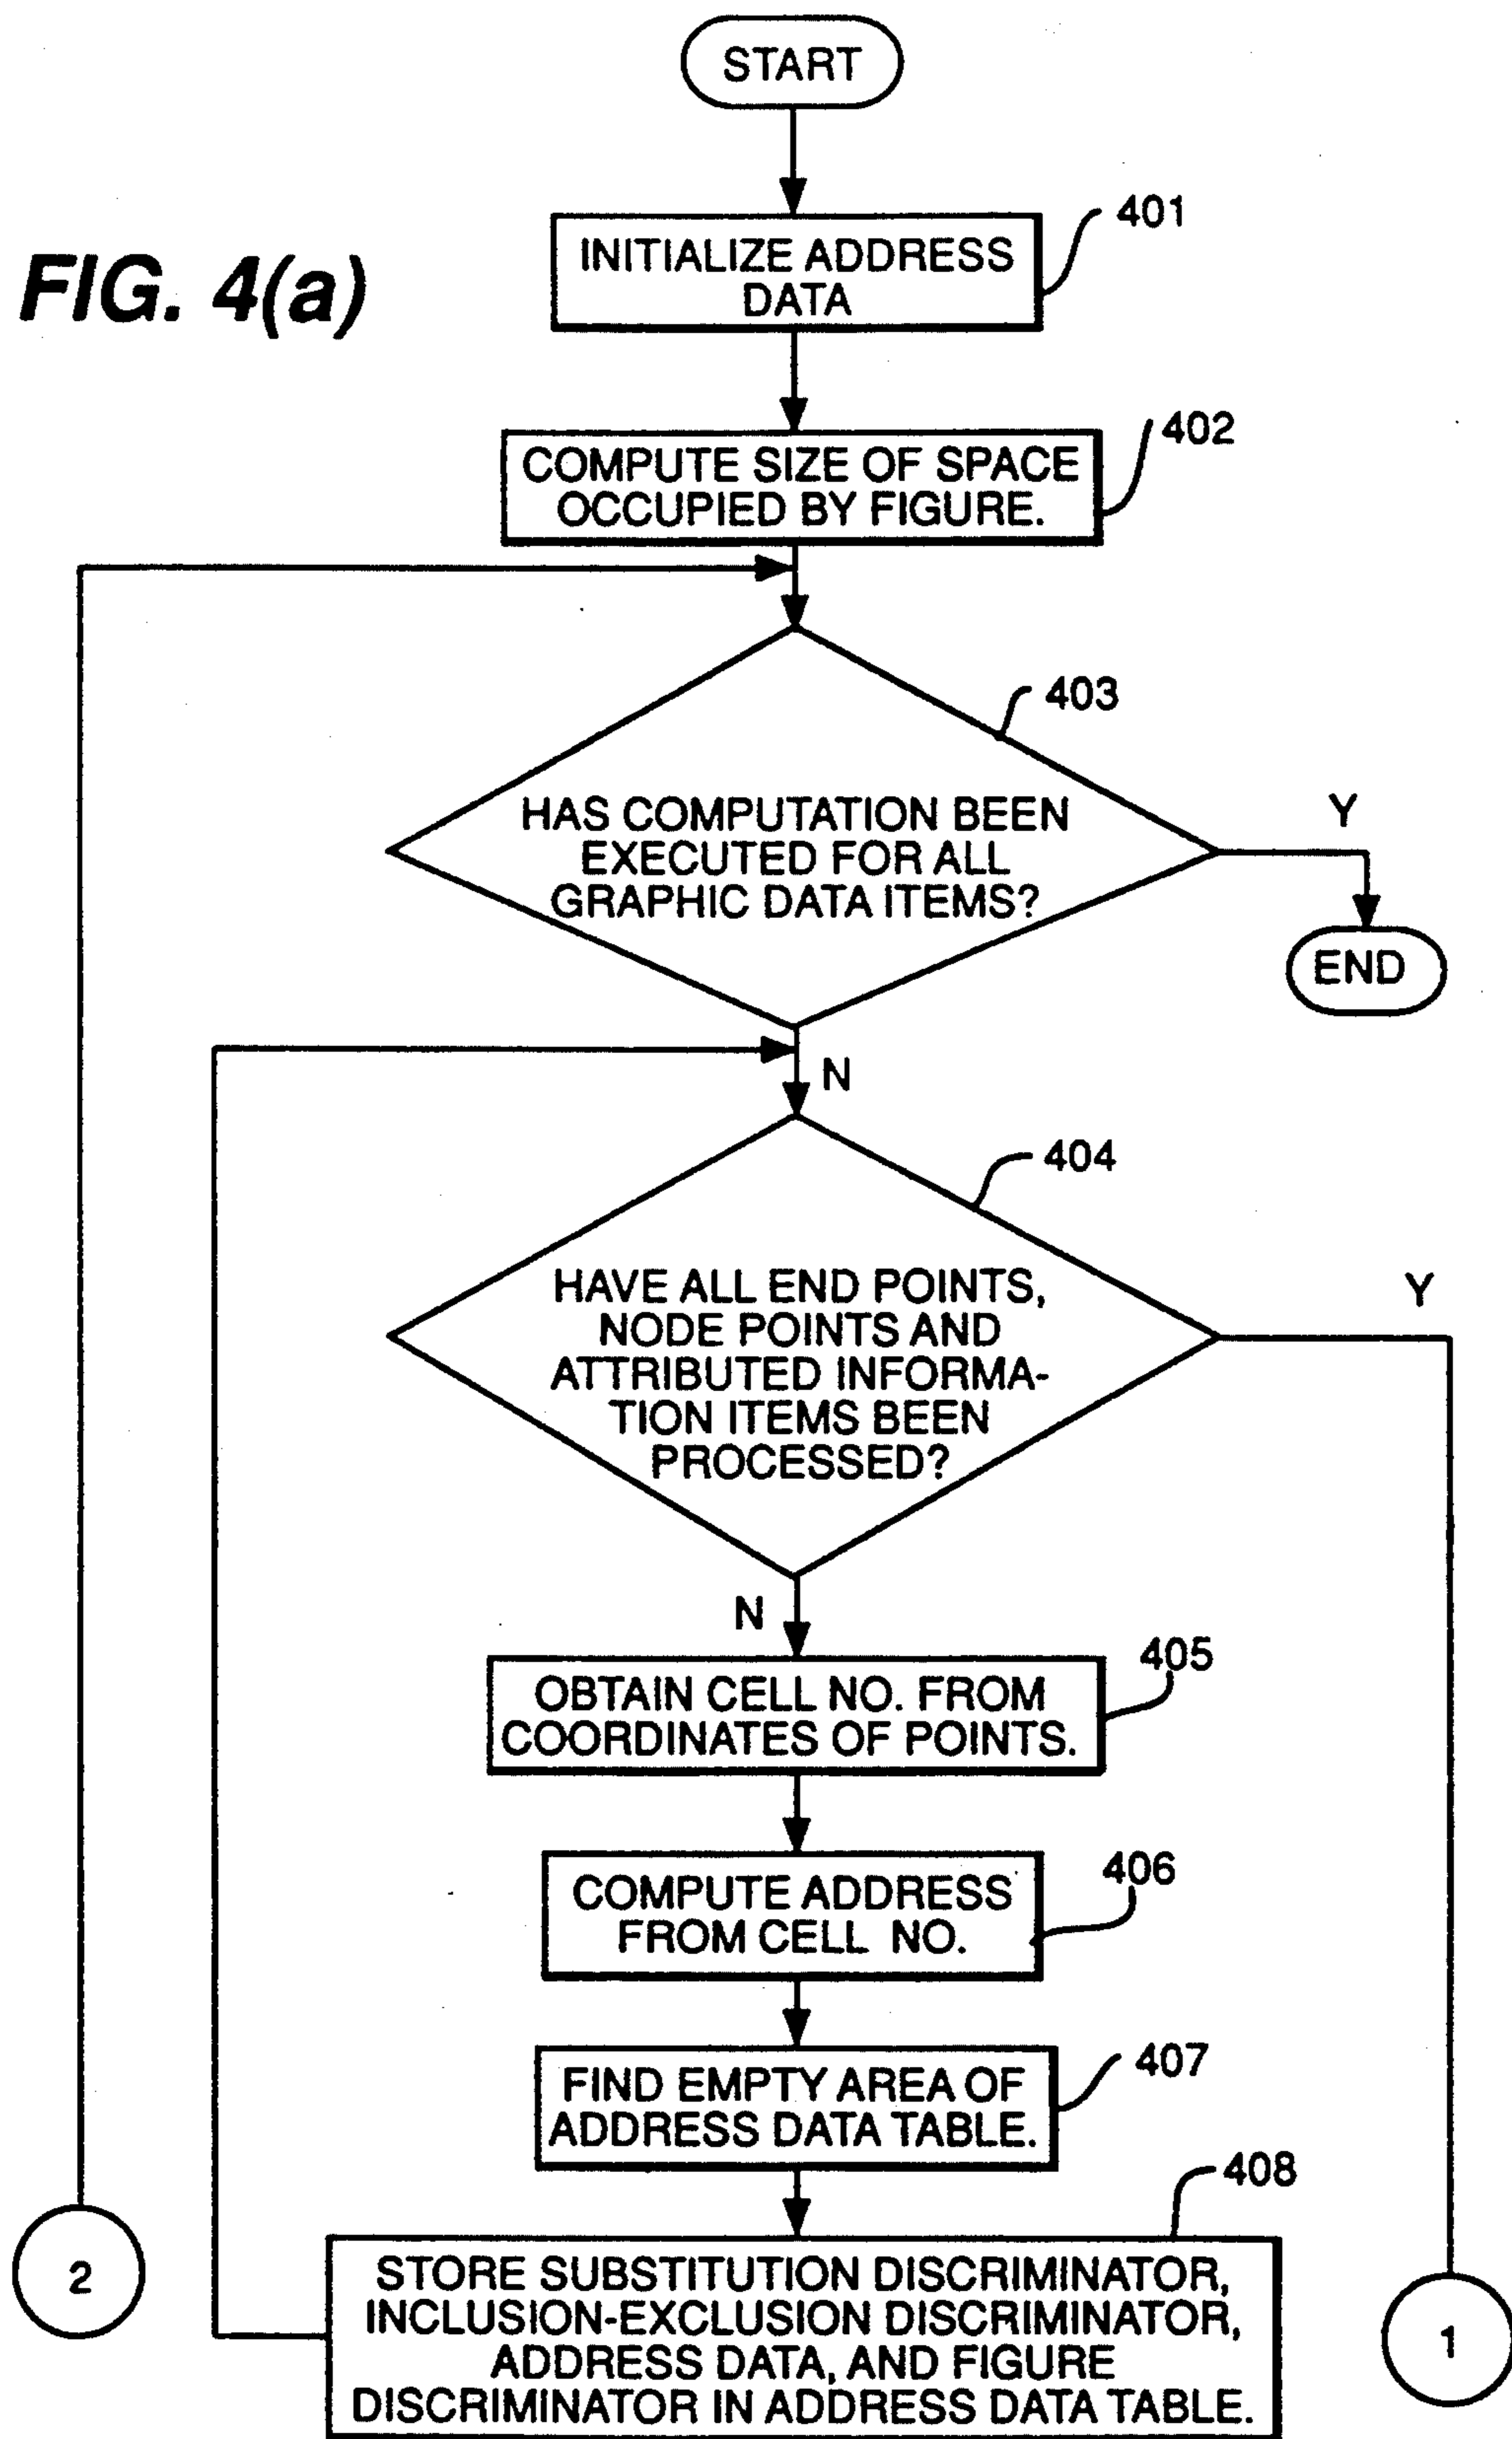 START
FIG. 4(a)
401
INITIALIZE ADDRESS
DATA
402
COMPUTE SIZE OF SPACE
OCCUPIED BY FIGURE.
403
HAS COMPUTATION BEEN
EXECUTED FOR ALL
GRAPHIC DATA ITEMS?
Y
END
N
404
HAVE ALL END POINTS,
NODE POINTS AND
ATTRIBUTED INFORMA-
TION ITEMS BEEN
PROCESSED?
Y
N
405
OBTAIN CELL NO. FROM
COORDINATES OF POINTS.
406
COMPUTE ADDRESS
FROM CELL NO.
407
FIND EMPTY AREA OF
ADDRESS DATA TABLE.
408
STORE SUBSTITUTION DISCRIMINATOR,
INCLUSION-EXCLUSION DISCRIMINATOR,
ADDRESS DATA, AND FIGURE
DISCRIMINATOR IN ADDRESS DATA TABLE.
2
1